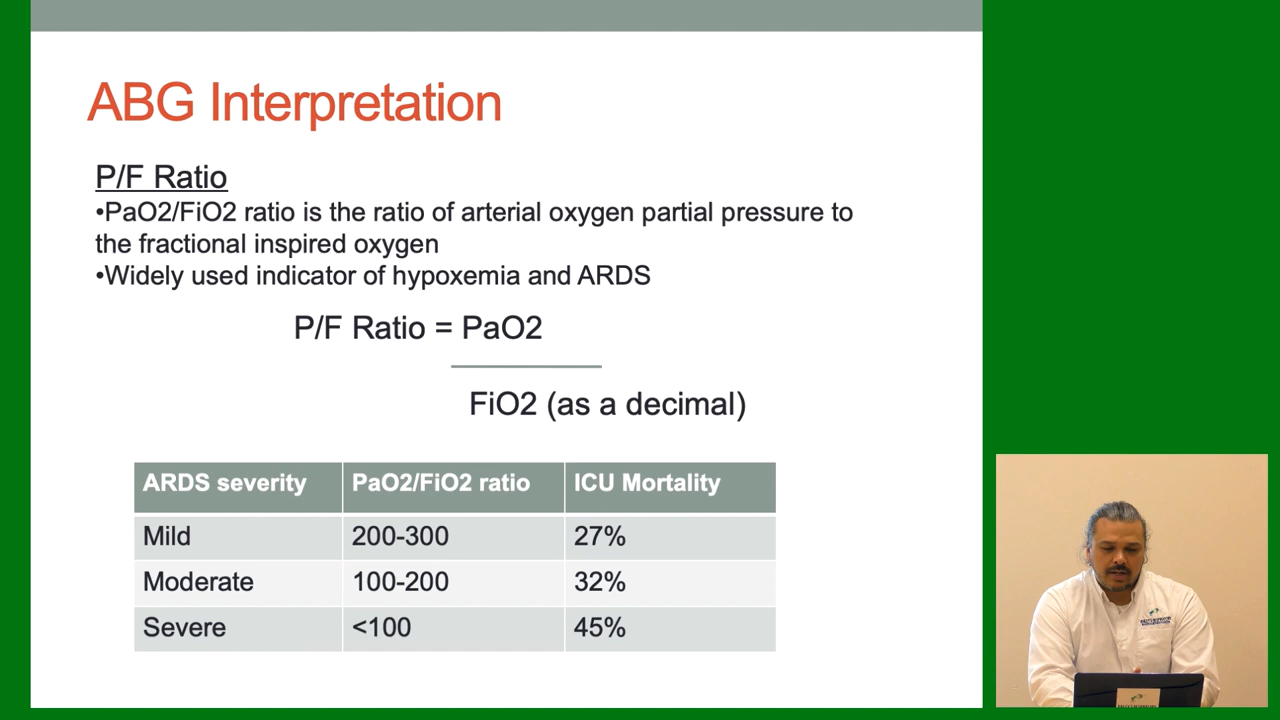 ABG Interpretation
P/F Ratio
•PaO2/FiO2 ratio is the ratio of arterial oxygen partial pressure to
the fractional inspired oxygen
•Widely used indicator of hypoxemia and ARDS
P/F Ratio = PaO2
FiO2 (as a decimal)
ARDS severity PaO2/FiO2 ratio ICU Mortality
Mild 200-300 27%
Moderate 100-200 32%
Severe <100 45%